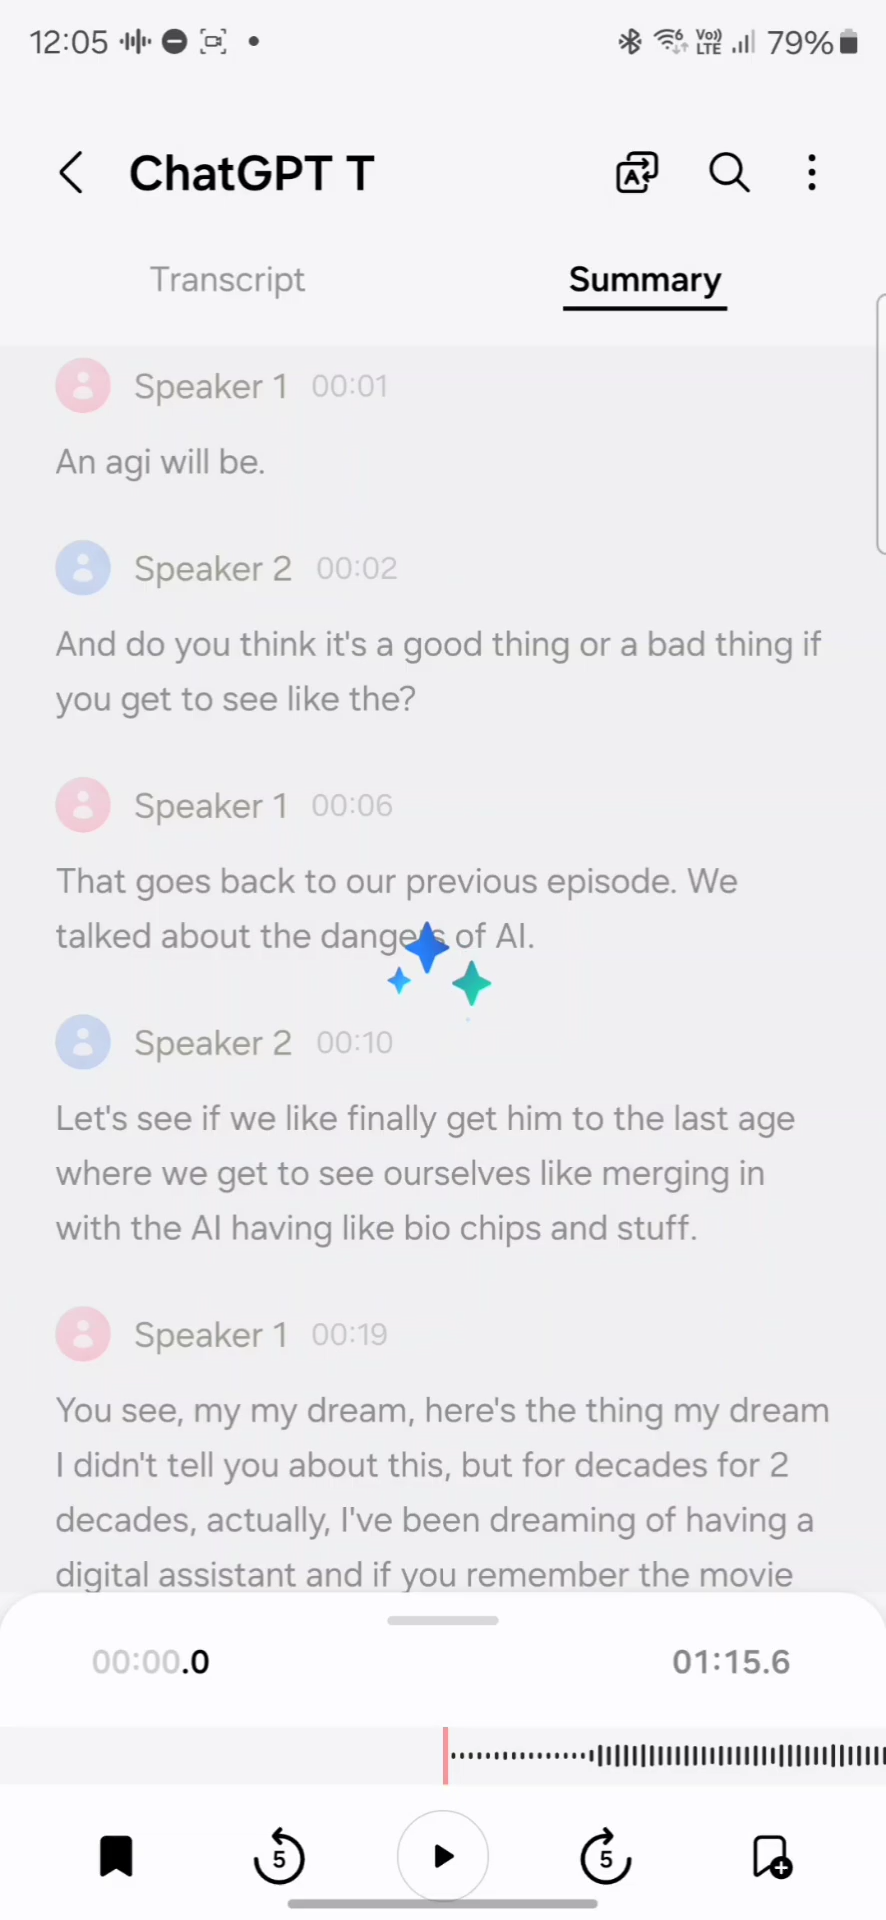 12:05
Vo))
LTE
6
79%
ChatGPT T
A
Transcript
Summary
Speaker 1 00:01
An agi will be.
Speaker 2 00:02
And do you think it's a good thing or a bad thing if
you get to see like the?
Speaker 1 00:06
That goes back to our previous episode. We
talked about the dangers of AI.
Speaker 2 00:10
Let's see if we like finally get him to the last age
where we get to see ourselves like merging in
with the AI having like bio chips and stuff.
Speaker 1 00:19
You see, my my dream, here's the thing my dream
I didn't tell you about this, but for decades for 2
decades, actually, I've been dreaming of having a
digital assistant and if you remember the movie
00:00.0
01:15.6
5
5